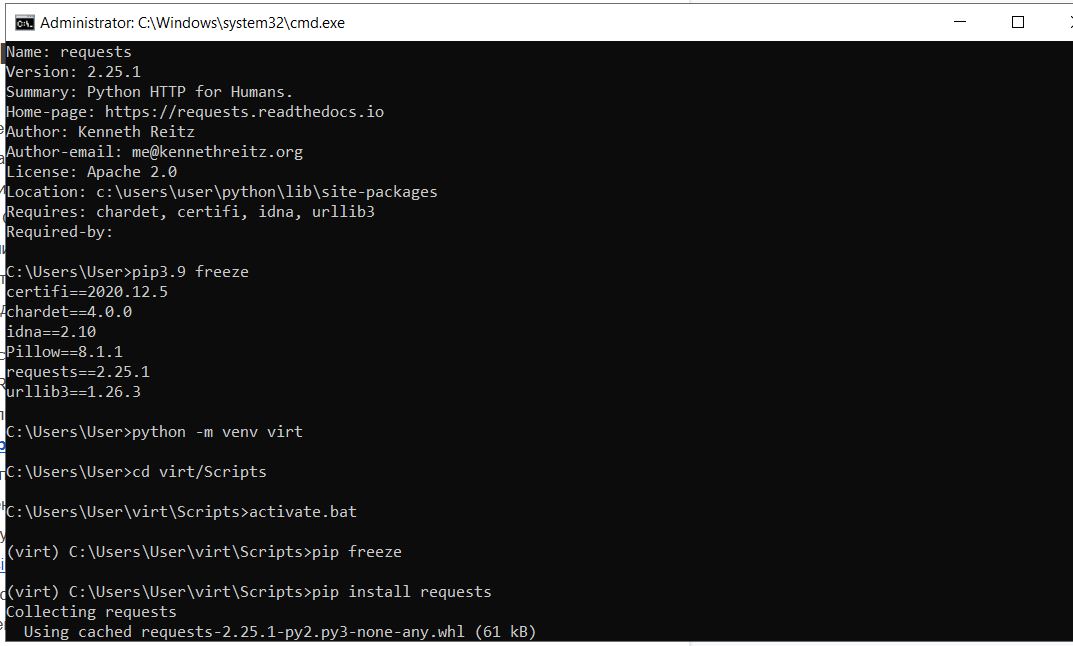 Administrator: C:\Windows\system32\cmd.exe
Name: requests
Version: 2.25.1
Summary: Python HTTP for Humans.
Home-page: https://requests.readthedocs.io
Author: Kenneth Reitz
Author-email: me@kennethreitz.org
License: Apache 2.0
Location: c:\users\user\python\lib\site-packages
Requires: chardet, certifi, idna, urllib3
Required-by:
C:\Users\User>pip3.9 freeze
certifi==2020.12.5
chardet==4.0.0
idna==2.10
Pillow==8.1.1
requests==2.25.1
urllib3==1.26.3
C:\Users\User>python -m venv virt
C:\Users\User>cd virt/Scripts
C:\Users\User\virt\Scripts>activate.bat
(virt) C:\Users\User\virt\Scripts>pip freeze
(virt) C:\Users\User\virt\Scripts>pip install requests
Collecting requests
  Using cached requests-2.25.1-py2.py3-none-any.whl (61 kB)